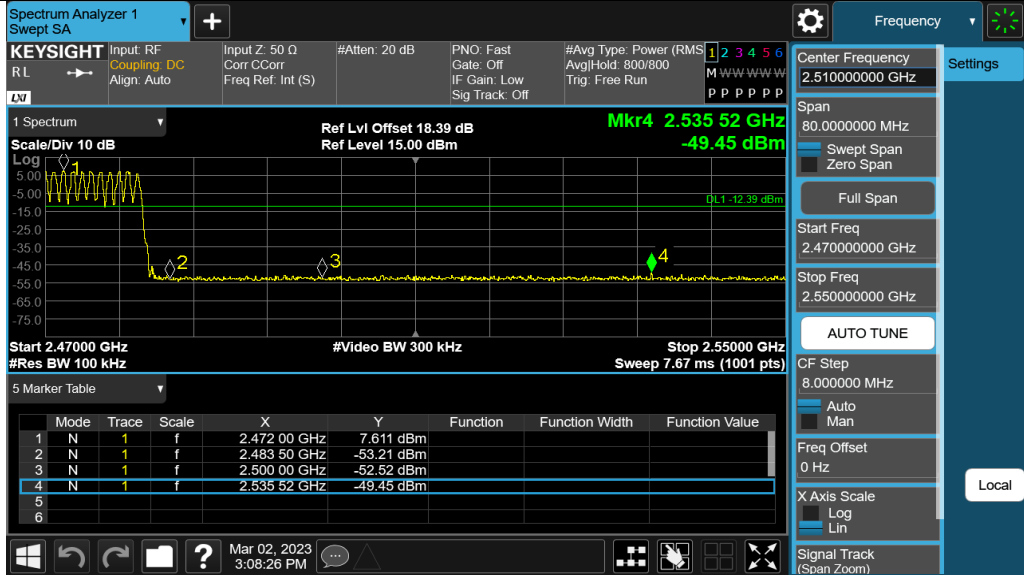 Spectrum Analyzer 1
Swept SA
Frequency
KEYSIGHT
RL
LXI
Input: RF
Coupling: DC
Align: Auto
Input Z: 50 Ω
Corr CCorr
Freq Ref: Int (S)
#Atten: 20 dB
PNO: Fast
Gate: Off
IF Gain: Low
Sig Track: Off
#Avg Type: Power (RMS
Avg|Hold: 800/800
Trig: Free Run
1 2 3 4 5 6
M W W W W W
P P P P P P
1 Spectrum
Scale/Div 10 dB
Ref Lvl Offset 18.39 dB
Ref Level 15.00 dBm
Mkr4 2.535 52 GHz
-49.45 dBm
Log
5.00
-5.00
-15.0
-25.0
-35.0
-45.0
-55.0
-65.0
-75.0
DL1 -12.39 dBm
1
2
3
4
Start 2.47000 GHz
#Video BW 300 kHz
Stop 2.55000 GHz
#Res BW 100 kHz
Sweep 7.67 ms (1001 pts)
5 Marker Table
Mode Trace Scale X Y Function Function Width Function Value
1 N 1 f 2.472 00 GHz 7.611 dBm
2 N 1 f 2.483 50 GHz -53.21 dBm
3 N 1 f 2.500 00 GHz -52.52 dBm
4 N 1 f 2.535 52 GHz -49.45 dBm
5
6
Mar 02, 2023
3:08:26 PM
Center Frequency
2.510000000 GHz
Settings
Span
80.0000000 MHz
Swept Span
Zero Span
Full Span
Start Freq
2.470000000 GHz
Stop Freq
2.550000000 GHz
AUTO TUNE
CF Step
8.000000 MHz
Auto
Man
Freq Offset
0 Hz
X Axis Scale
Log
Lin
Signal Track
(Span Zoom)
Local